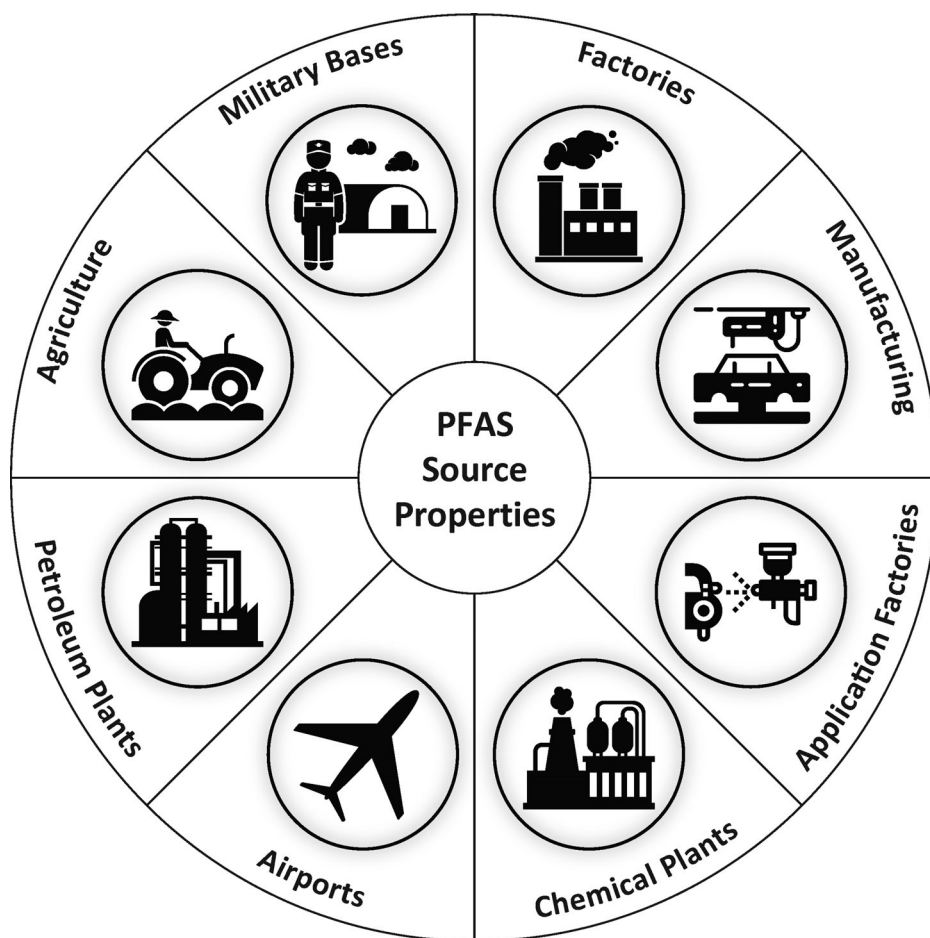 PFAS
Source
Properties
Factories
Manufacturing
Application Factories
Chemical Plants
Airports
Petroleum Plants
Agriculture
Military Bases